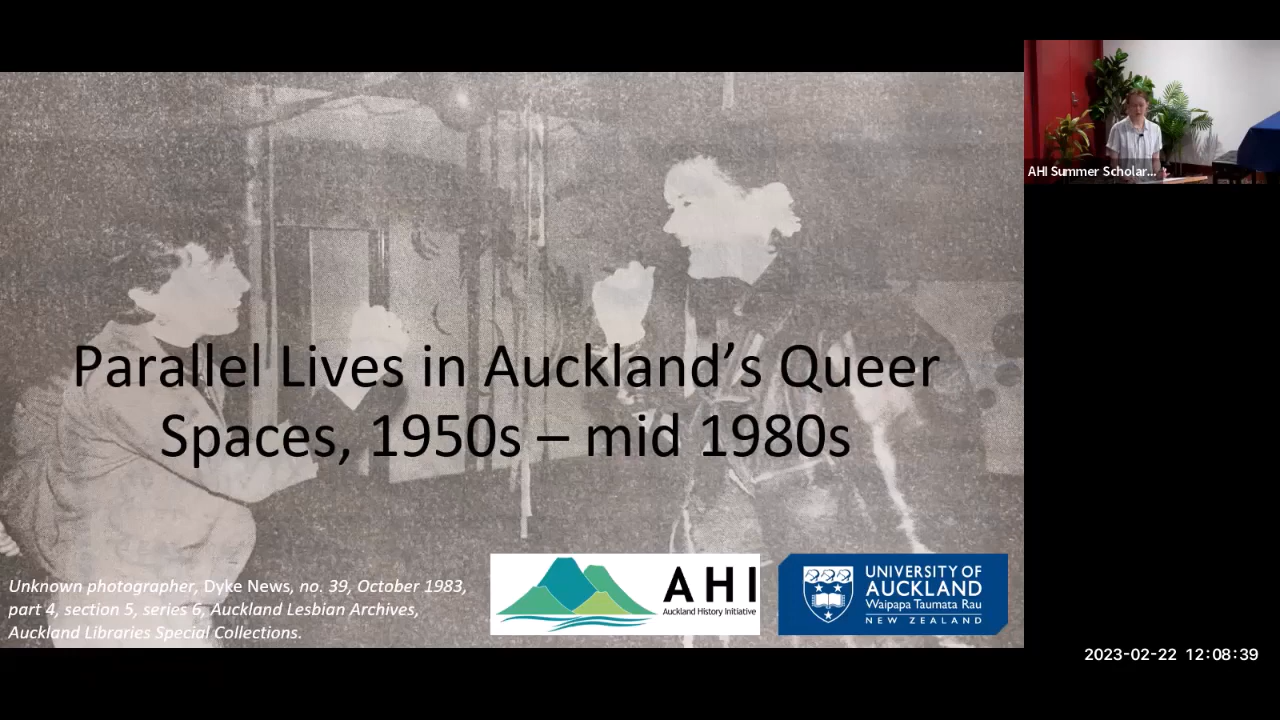 AHI Summer Scholar...
Parallel Lives in Auckland's Queer
Spaces, 1950s – mid 1980s
Unknown photographer, Dyke News, no. 39, October 1983,
part 4, section 5, series 6, Auckland Lesbian Archives,
Auckland Libraries Special Collections.
AHI
Auckland History Initiative
UNIVERSITY OF
AUCKLAND
Waipapa Taumata Rau
NEW ZEALAND
2023-02-22 12:08:39